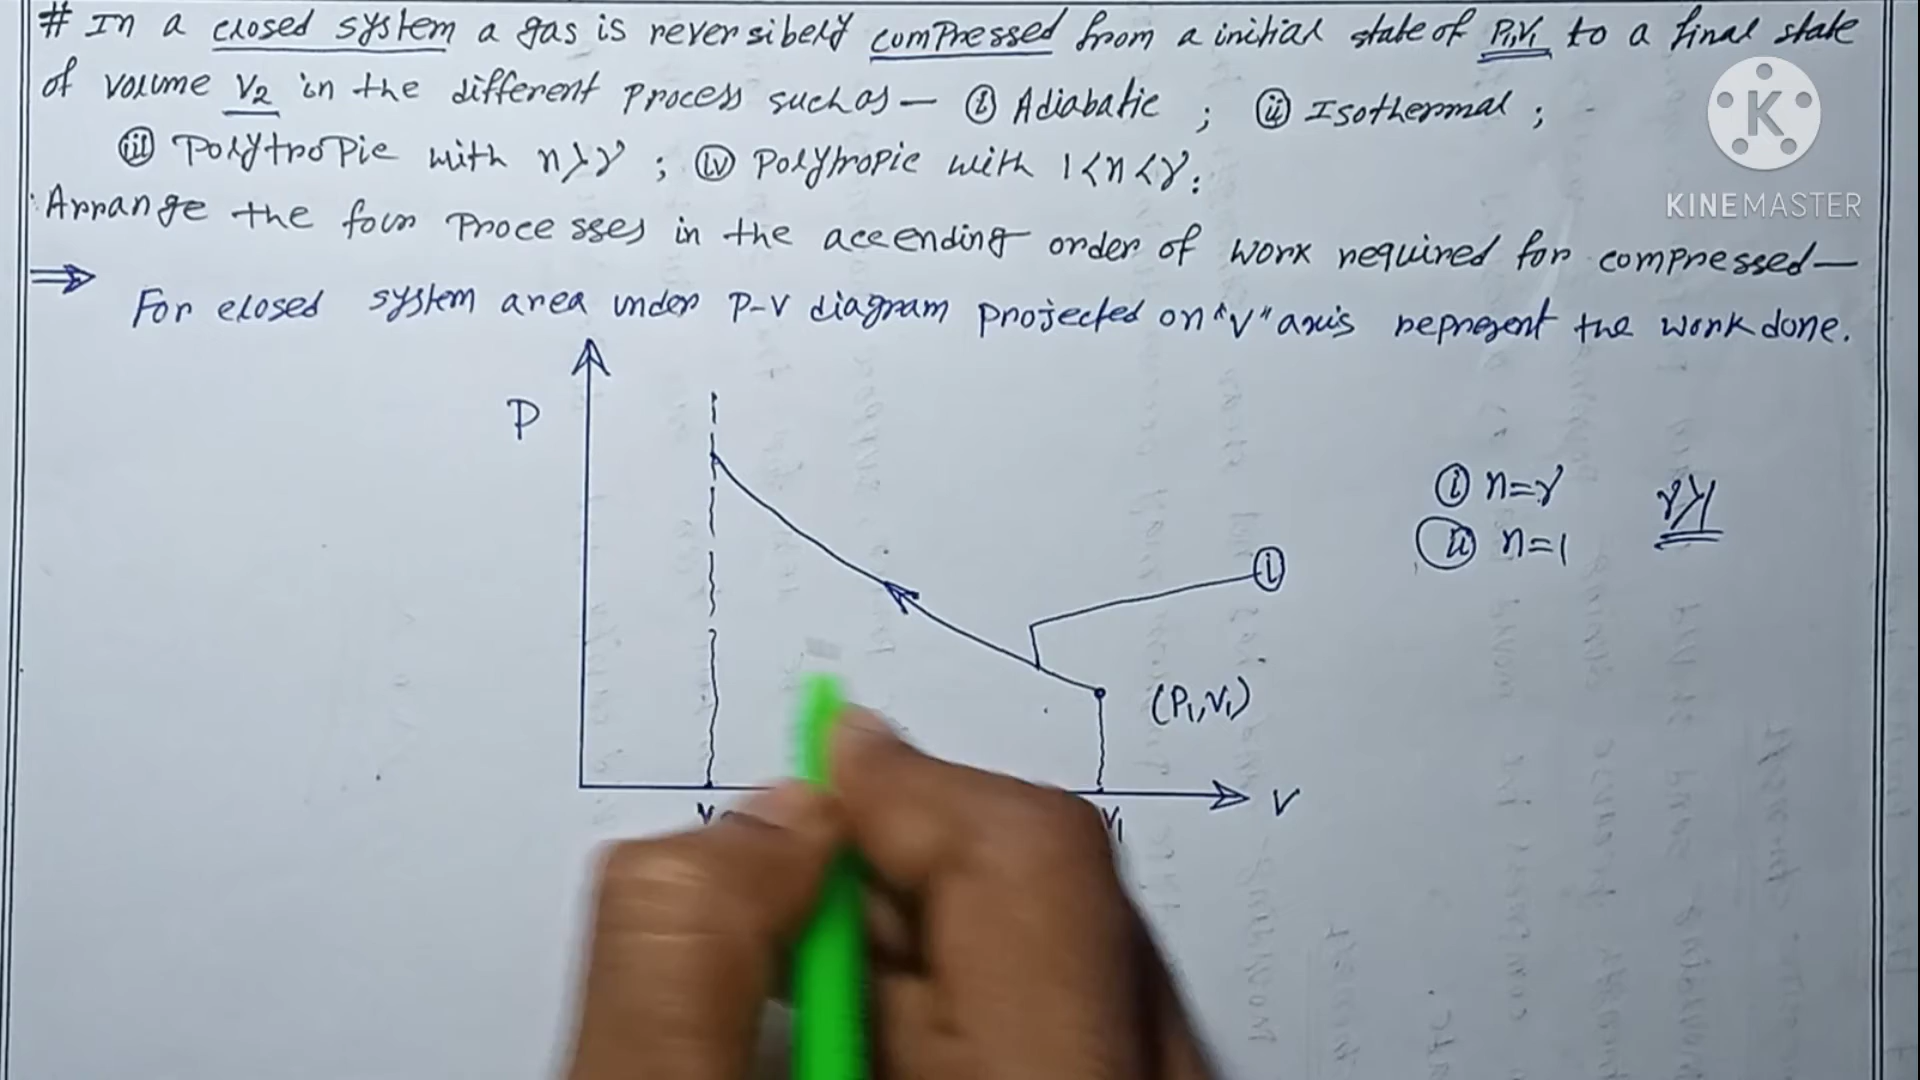 # In a closed system a gas is reversibely compressed from a initial state of P₁V₁ to a final state
of volume V₂ in the different process such as— (i) Adiabatic ; (ii) Isothermal ;
(iii) Polytropic with n>γ ; (iv) Polytropic with 1<n<γ.
Arrange the four processes in the accending order of work required for compressed—
⇒ For closed system area under P-V diagram projected on "V" axis represent the work done.
P
(i) n=γ γ>1
(ii) n=1
(i)
(P₁,V₁)
V
V₁
K
KINEMASTER